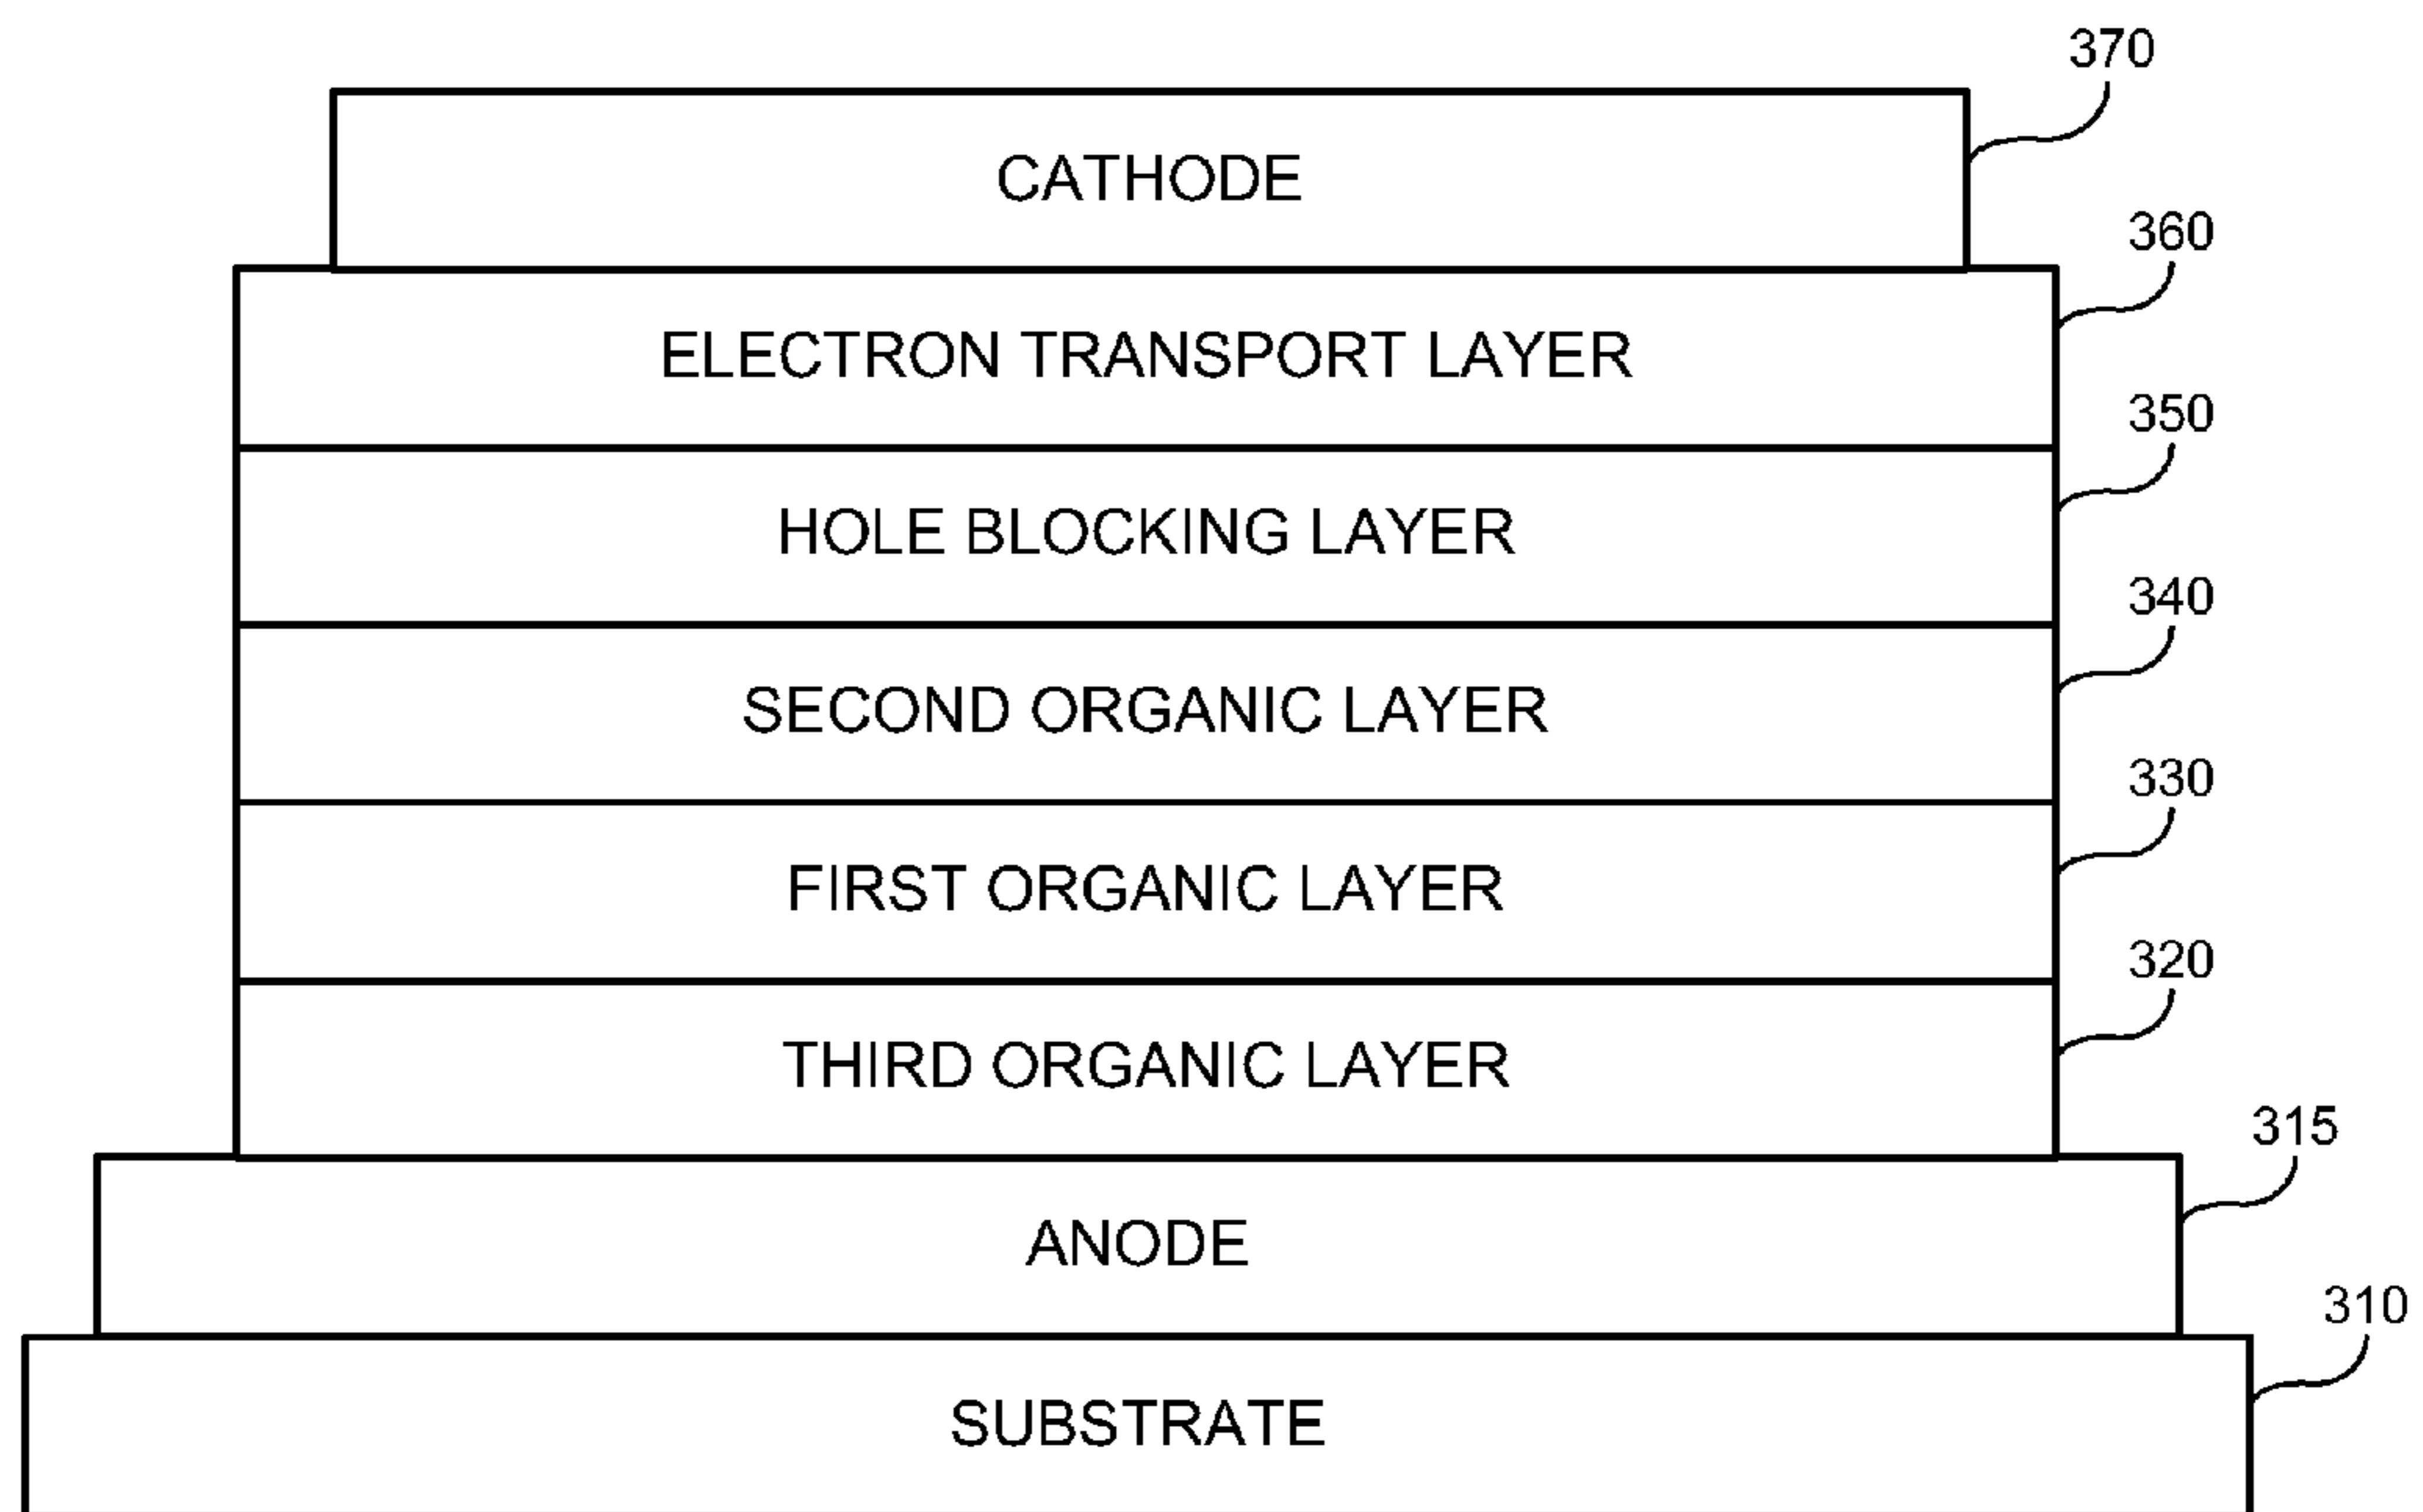 370
CATHODE
360
ELECTRON TRANSPORT LAYER
350
HOLE BLOCKING LAYER
340
SECOND ORGANIC LAYER
330
FIRST ORGANIC LAYER
320
THIRD ORGANIC LAYER
315
ANODE
310
SUBSTRATE